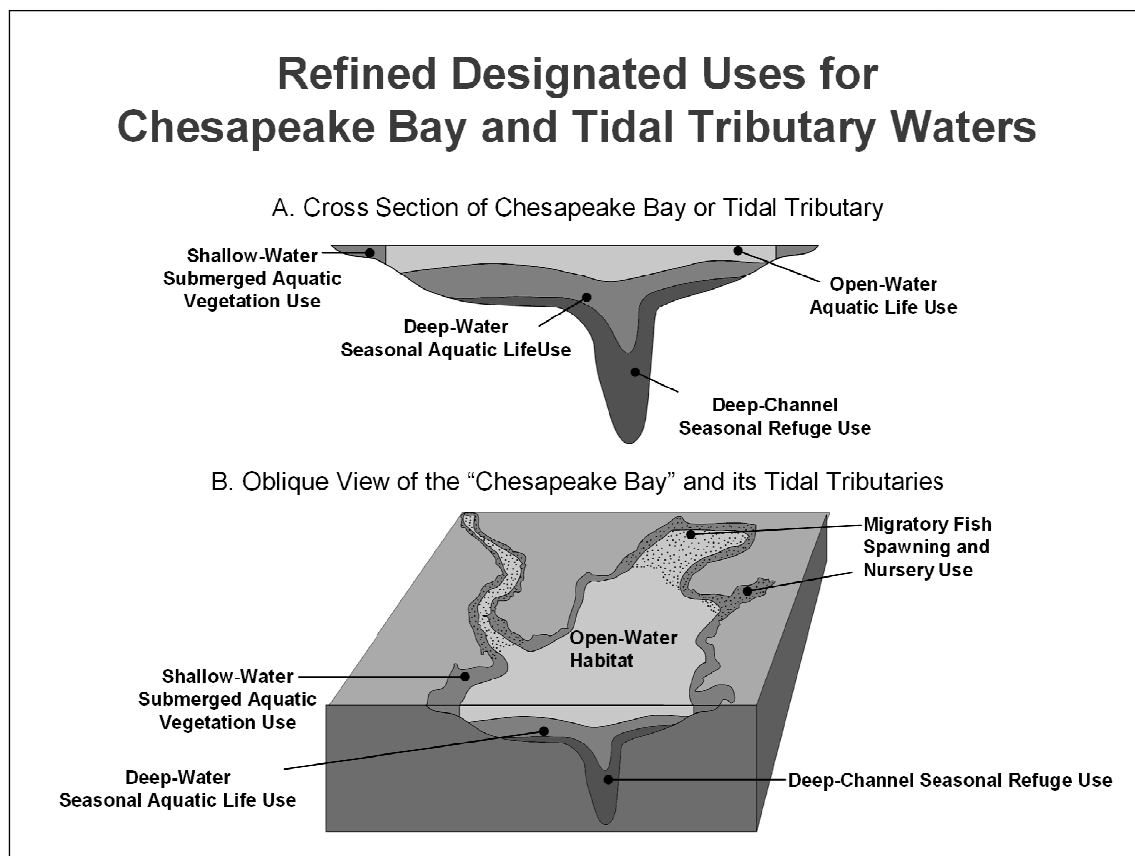 Refined Designated Uses for
Chesapeake Bay and Tidal Tributary Waters
A. Cross Section of Chesapeake Bay or Tidal Tributary
Shallow-Water
Submerged Aquatic
Vegetation Use
Open-Water
Aquatic Life Use
Deep-Water
Seasonal Aquatic LifeUse
Deep-Channel
Seasonal Refuge Use
B. Oblique View of the “Chesapeake Bay” and its Tidal Tributaries
Migratory Fish
Spawning and
Nursery Use
Open-Water
Habitat
Shallow-Water
Submerged Aquatic
Vegetation Use
Deep-Water
Seasonal Aquatic Life Use
Deep-Channel Seasonal Refuge Use